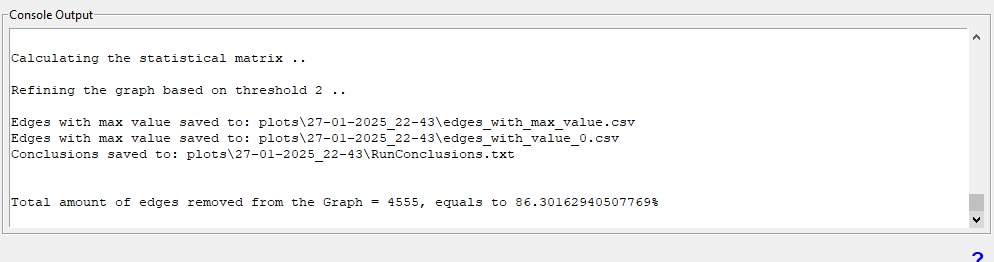 Console Output
Calculating the statistical matrix ..
Refining the graph based on threshold 2 ..
Edges with max value saved to: plots\27-01-2025_22-43\edges_with_max_value.csv
Edges with max value saved to: plots\27-01-2025_22-43\edges_with_value_0.csv
Conclusions saved to: plots\27-01-2025_22-43\RunConclusions.txt
Total amount of edges removed from the Graph = 4555, equals to 86.30162940507769%
?